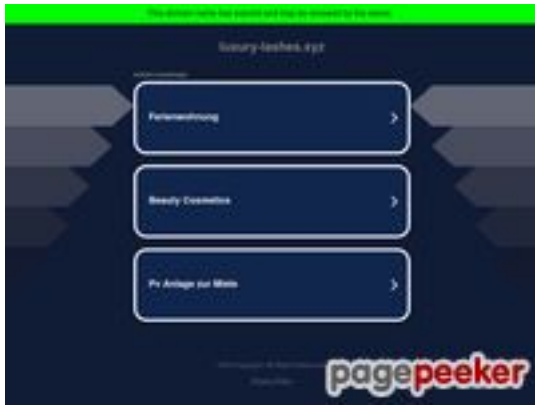 This domain name has expired and may be renewed by the owner.
luxury-lashes.xyz
Ferienwohnung
Beauty Cosmetics
Pv Anlage zur Miete
pagepeeker